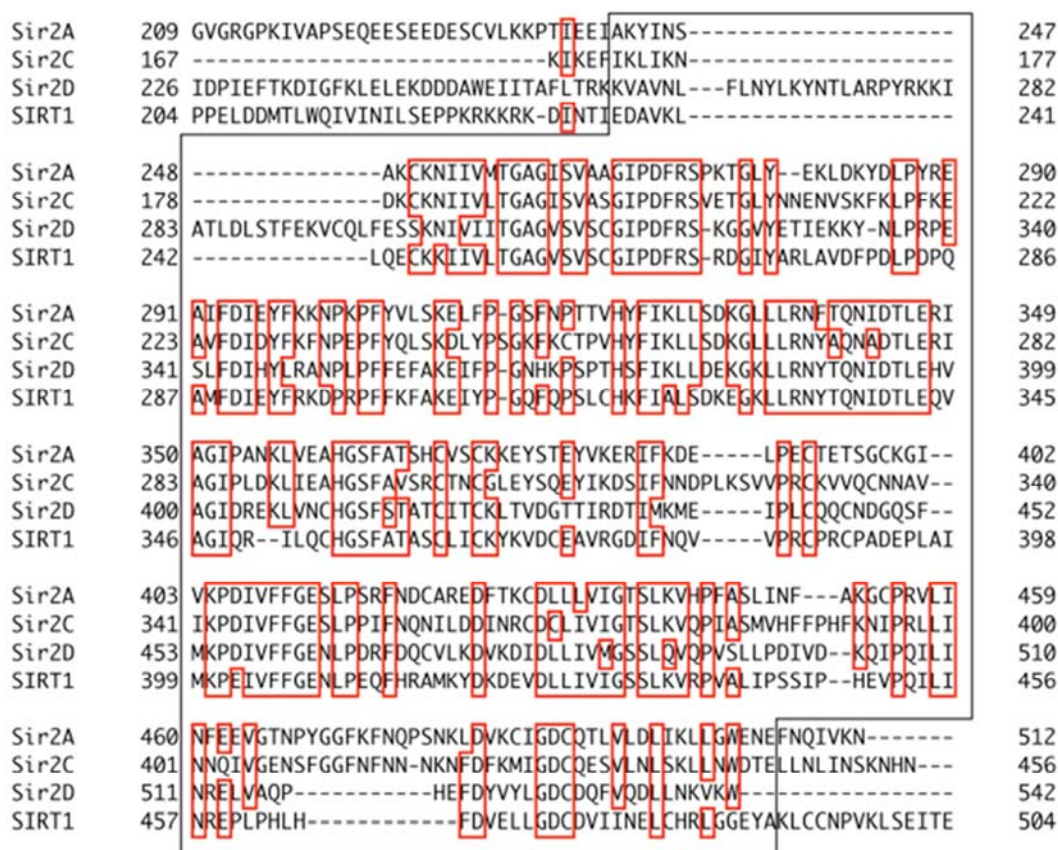 Sir2A 209 GVGRGPKIVAPSEQEESEEDESCVLKKPTIEEIAKYINS--------------------- 247
Sir2C 167 ----------------------------KIKEFIKLIKN--------------------- 177
Sir2D 226 IDPIEFTKDIGFKLELEKDDDAWEIITAFLTRKKVAVNL---FLNYLKYNTLARPYRKKI 282
SIRT1 204 PPELDDMTLWQIVINILSEPPKRKKRK-DINTIEDAVKL--------------------- 241
Sir2A 248 ---------------AKCKNIIVMTGAGISVAAGIPDFRSPKTGLY--EKLDKYDLPYRE 290
Sir2C 178 ---------------DKCKNIIVLTGAGISVASGIPDFRSVETGLYNNENVSKFKLPFKE 222
Sir2D 283 ATLDLSTFEKVCQLFESSKNIVIITGAGVSVSCGIPDFRS-KGGVYETIEKKY-NLPRPE 340
SIRT1 242 --------------LQECKKIIVLTGAGVSVSCGIPDFRS-RDGIYARLAVDFPDLPDPQ 286
Sir2A 291 AIFDIEYFKKNPKPFYVLSKELFP-GSFNPTTVHYFIKLLSDKGLLLRNFTQNIDTLERI 349
Sir2C 223 AVFDIDYFKFNPEPFYQLSKDLYPSGKFKCTPVHYFIKLLSDKGLLLRNYAQNADTLERI 282
Sir2D 341 SLFDIHYLRANPLPFFEFAKEIFP-GNHKPSPTHSFIKLLDEKGKLLRNYTQNIDTLEHV 399
SIRT1 287 AMFDIEYFRKDPRPFFKFAKEIYP-GQFQPSLCHKFIALSDKEGKLLRNYTQNIDTLEQV 345
Sir2A 350 AGIPANKLVEAHGSFATSHCVSCKKEYSTEYVKERIFKDE-----LPECTETSGCKGI-- 402
Sir2C 283 AGIPLDKLIEAHGSFAVSRCTNCGLEYSQEYIKDSIFNNDPLKSVVPRCKVVQCNNAV-- 340
Sir2D 400 AGIDREKLVNCHGSFSTATCITCKLTVDGTTIRDTIMKME-----IPLCQQCNDGQSF-- 452
SIRT1 346 AGIQR--ILQCHGSFATASCLICKYKVDCEAVRGDIFNQV-----VPRCPRCPADEPLAI 398
Sir2A 403 VKPDIVFFGESLPSRFNDCAREDFTKCDLLLVIGTSLKVHPFASLINF---AKGCPRVLI 459
Sir2C 341 IKPDIVFFGESLPPIFNQNILDDINRCDCLIVIGTSLKVQPIASMVHFFPHFKNIPRLLI 400
Sir2D 453 MKPDIVFFGENLPDRFDQCVLKDVKDIDLLIVMGSSLQVQPVSLLPDIVD--KQIPQILI 510
SIRT1 399 MKPEIVFFGENLPEQFHRAMKYDKDEVDLLIVIGSSLKVRPVALIPSSIP--HEVPQILI 456
Sir2A 460 NFEEVGTNPYGGFKFNQPSNKLDVKCIGDCQTLVLDLIKLLGWENEFNQIVKN------- 512
Sir2C 401 NNQIVGENSFGGFNFNN-NKNFDFKMIGDCQESVLNLSKLLNWDTELLNLINSKNHN--- 456
Sir2D 511 NRELVAQP-----------HEFDYVYLGDCDQFVQDLLNKVKW----------------- 542
SIRT1 457 NREPLPHLH------------FDVELLGDCDVIINELCHRLGGEYAKLCCNPVKLSEITE 504